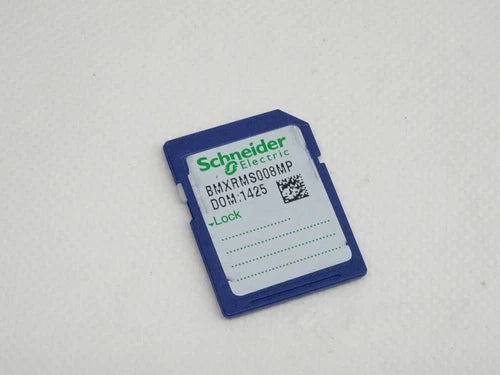 Schneider
Electric
BMXRMS008MP
DOM:1425
Lock